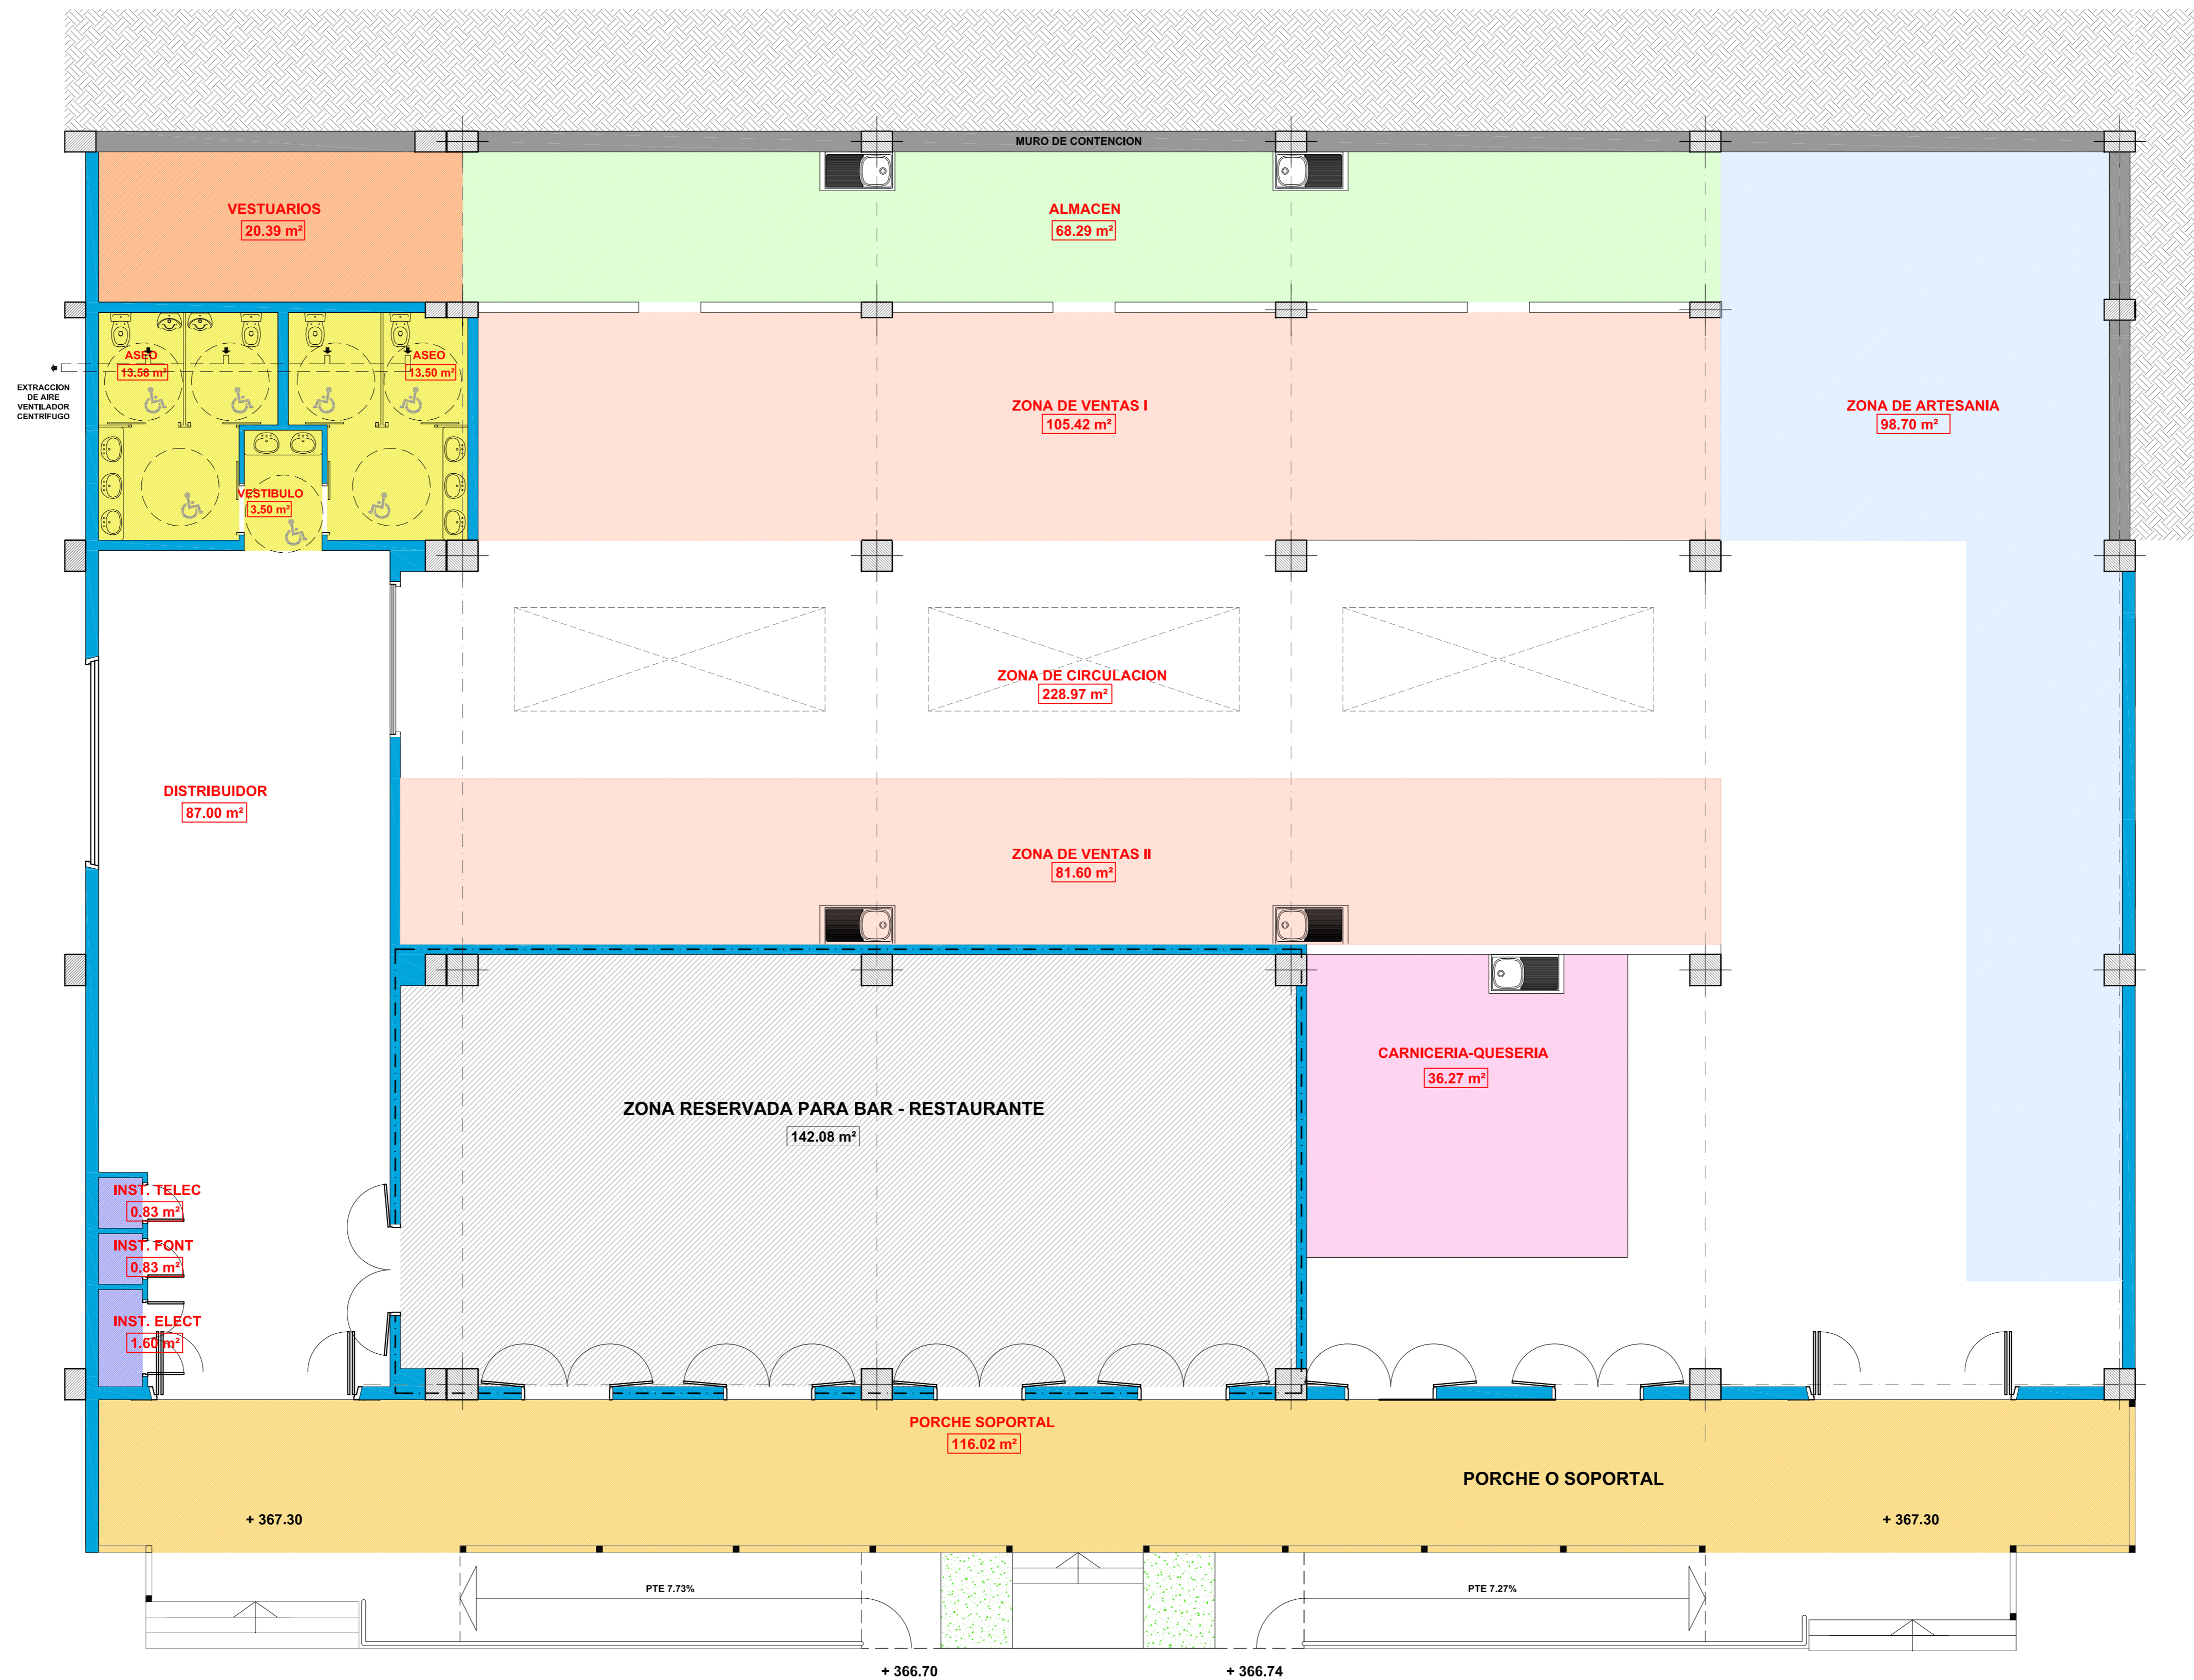 MURO DE CONTENCION
VESTUARIOS
20.39 m²
ALMACEN
68.29 m²
ASEO
13.58 m²
ASEO
13.50 m²
EXTRACCION
DE AIRE
VENTILADOR
CENTRIFUGO
ZONA DE VENTAS I
105.42 m²
ZONA DE ARTESANIA
98.70 m²
VESTIBULO
3.50 m²
ZONA DE CIRCULACION
228.97 m²
DISTRIBUIDOR
87.00 m²
ZONA DE VENTAS II
81.60 m²
CARNICERIA-QUESERIA
36.27 m²
ZONA RESERVADA PARA BAR - RESTAURANTE
142.08 m²
INST. TELEC
0.83 m²
INST. FONT
0.83 m²
INST. ELECT
1.60 m²
PORCHE SOPORTAL
116.02 m²
PORCHE O SOPORTAL
+ 367.30
+ 367.30
PTE 7.73%
PTE 7.27%
+ 366.70
+ 366.74